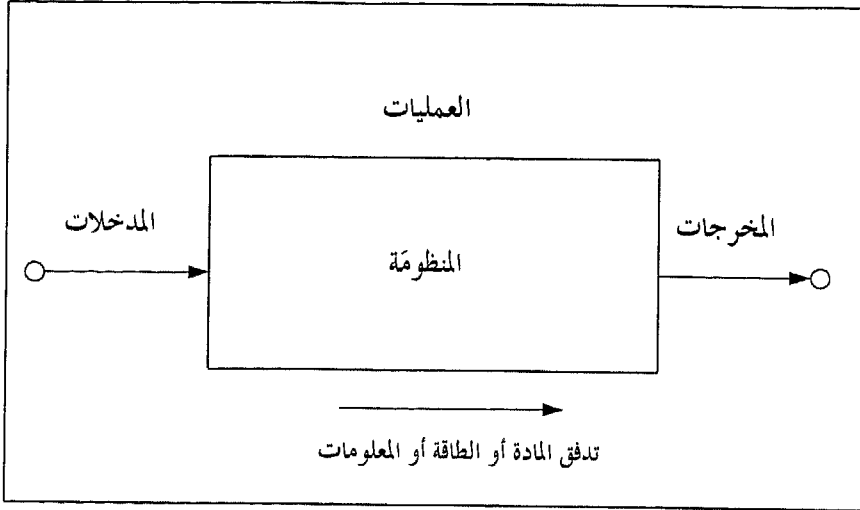 العمليات
المدخلات
المخرجات
المنظومَة
تدفق المادة أو الطاقة أو المعلومات